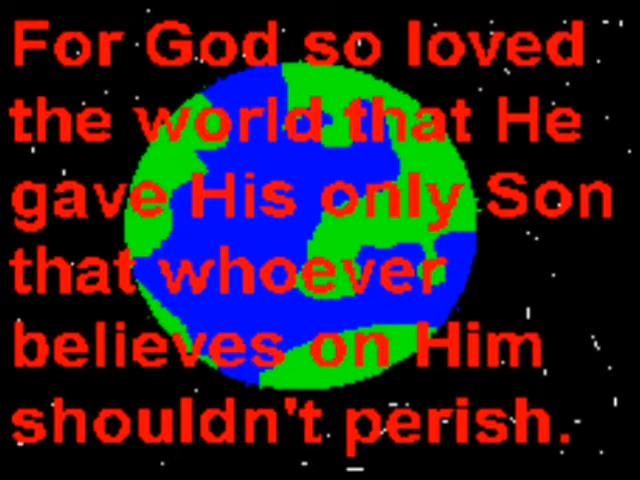 For God so loved
the world that He
gave His only Son
that whoever
believes on Him
shouldn't perish.